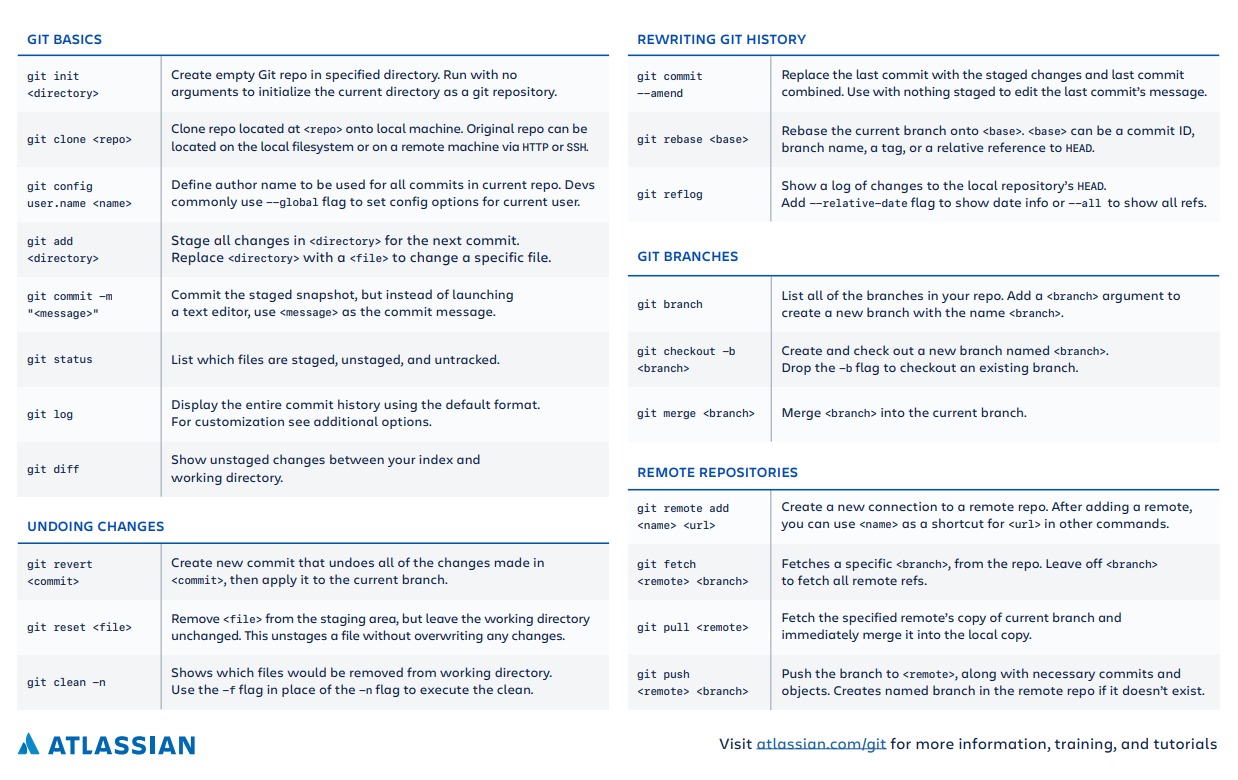 GIT BASICS
git init
<directory>
Create empty Git repo in specified directory. Run with no
arguments to initialize the current directory as a git repository.
git clone <repo>
Clone repo located at <repo> onto local machine. Original repo can be
located on the local filesystem or on a remote machine via HTTP or SSH.
git config
user.name <name>
Define author name to be used for all commits in current repo. Devs
commonly use --global flag to set config options for current user.
git add
<directory>
Stage all changes in <directory> for the next commit.
Replace <directory> with a <file> to change a specific file.
git commit -m
"<message>"
Commit the staged snapshot, but instead of launching
a text editor, use <message> as the commit message.
git status
List which files are staged, unstaged, and untracked.
git log
Display the entire commit history using the default format.
For customization see additional options.
git diff
Show unstaged changes between your index and
working directory.
UNDOING CHANGES
git revert
<commit>
Create new commit that undoes all of the changes made in
<commit>, then apply it to the current branch.
git reset <file>
Remove <file> from the staging area, but leave the working directory
unchanged. This unstages a file without overwriting any changes.
git clean -n
Shows which files would be removed from working directory.
Use the -f flag in place of the -n flag to execute the clean.
REWRITING GIT HISTORY
git commit
--amend
Replace the last commit with the staged changes and last commit
combined. Use with nothing staged to edit the last commit’s message.
git rebase <base>
Rebase the current branch onto <base>. <base> can be a commit ID,
branch name, a tag, or a relative reference to HEAD.
git reflog
Show a log of changes to the local repository’s HEAD.
Add --relative-date flag to show date info or --all to show all refs.
GIT BRANCHES
git branch
List all of the branches in your repo. Add a <branch> argument to
create a new branch with the name <branch>.
git checkout -b
<branch>
Create and check out a new branch named <branch>.
Drop the -b flag to checkout an existing branch.
git merge <branch>
Merge <branch> into the current branch.
REMOTE REPOSITORIES
git remote add
<name> <url>
Create a new connection to a remote repo. After adding a remote,
you can use <name> as a shortcut for <url> in other commands.
git fetch
<remote> <branch>
Fetches a specific <branch>, from the repo. Leave off <branch>
to fetch all remote refs.
git pull <remote>
Fetch the specified remote’s copy of current branch and
immediately merge it into the local copy.
git push
<remote> <branch>
Push the branch to <remote>, along with necessary commits and
objects. Creates named branch in the remote repo if it doesn’t exist.
ATLASSIAN
Visit atlassian.com/git for more information, training, and tutorials